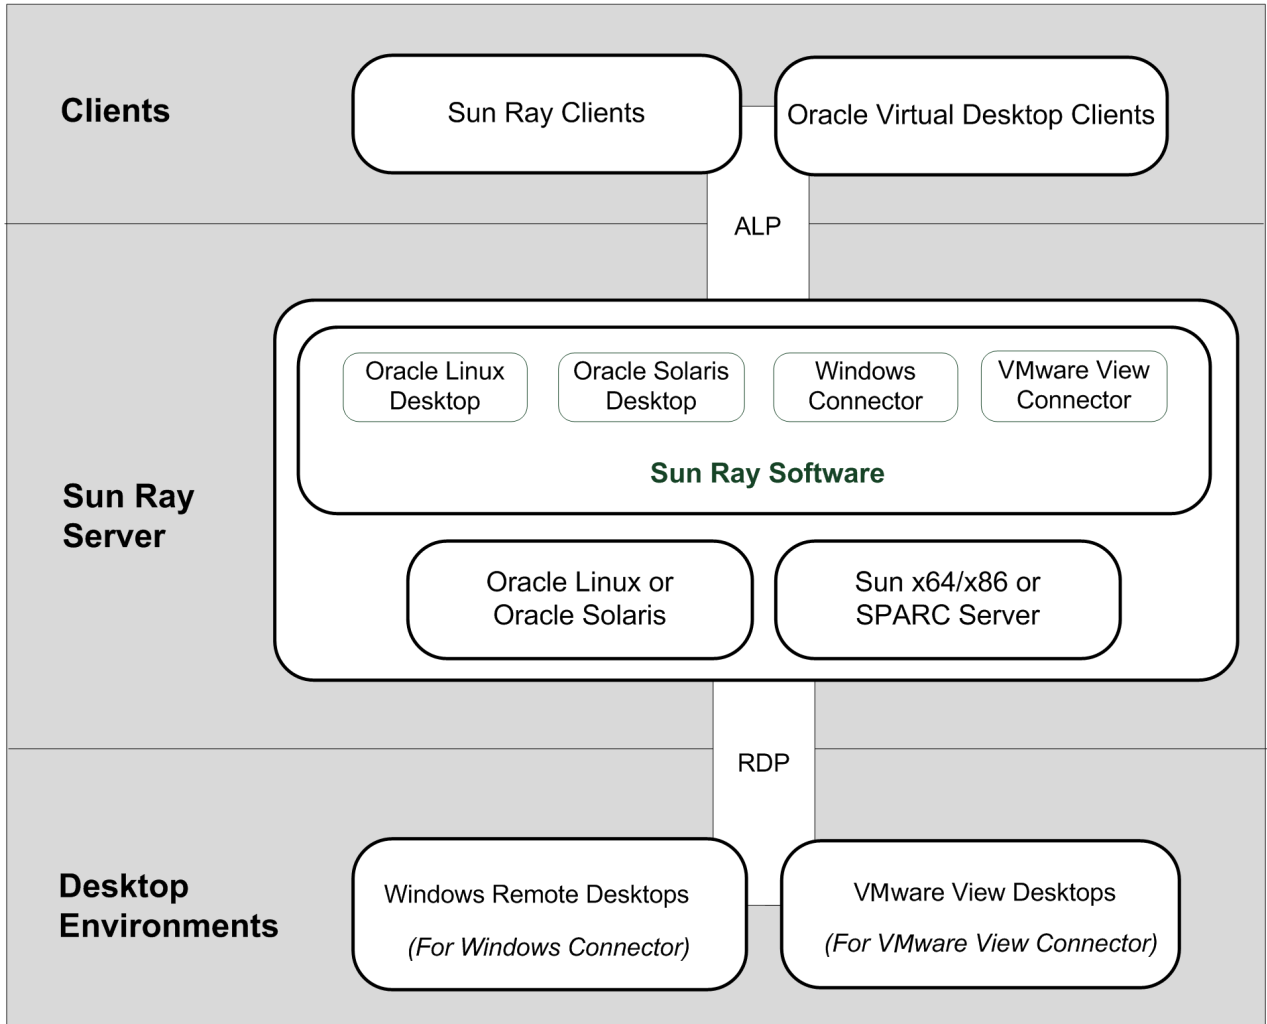 Clients
Sun Ray Clients
Oracle Virtual Desktop Clients
ALP
Sun Ray
Server
Oracle Linux
Desktop
Oracle Solaris
Desktop
Windows
Connector
VMware View
Connector
Sun Ray Software
Oracle Linux or
Oracle Solaris
Sun x64/x86 or
SPARC Server
RDP
Desktop
Environments
Windows Remote Desktops
(For Windows Connector)
VMware View Desktops
(For VMware View Connector)